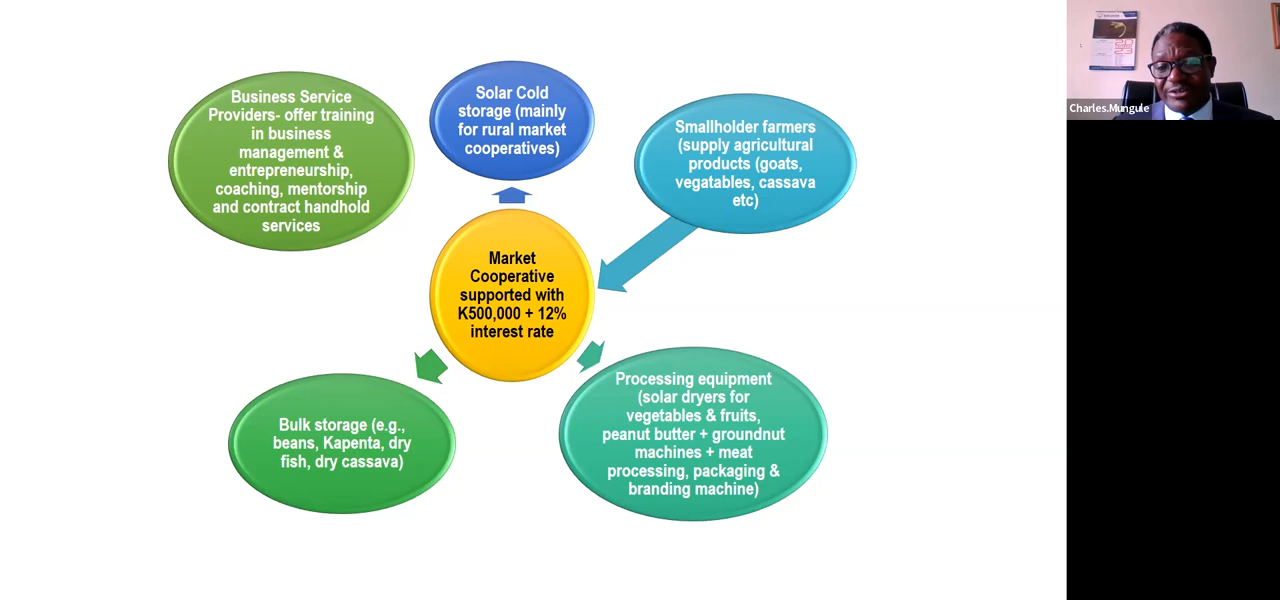 Business Service
Providers- offer training
in business
management &
entrepreneurship,
coaching, mentorship
and contract handhold
services
Solar Cold
storage (mainly
for rural market
cooperatives)
Smallholder farmers
(supply agricultural
products (goats,
vegatables, cassava
etc)
Market
Cooperative
supported with
K500,000 + 12%
interest rate
Bulk storage (e.g.,
beans, Kapenta, dry
fish, dry cassava)
Processing equipment
(solar dryers for
vegetables & fruits,
peanut butter + groundnut
machines + meat
processing, packaging &
branding machine)
Charles.Mungule